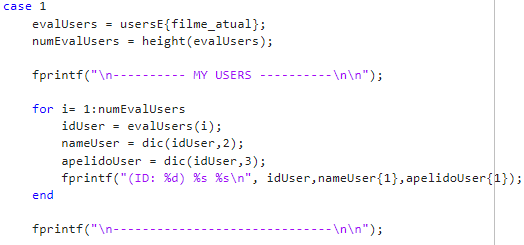 case 1
evalUsers = usersE{filme_atual};
numEvalUsers = height(evalUsers);
fprintf("\n---------- MY USERS ----------\n\n");
for i= 1:numEvalUsers
idUser = evalUsers(i);
nameUser = dic(idUser,2);
apelidoUser = dic(idUser,3);
fprintf("(ID: %d) %s %s\n", idUser,nameUser{1},apelidoUser{1});
end
fprintf("\n------------------------------\n\n");